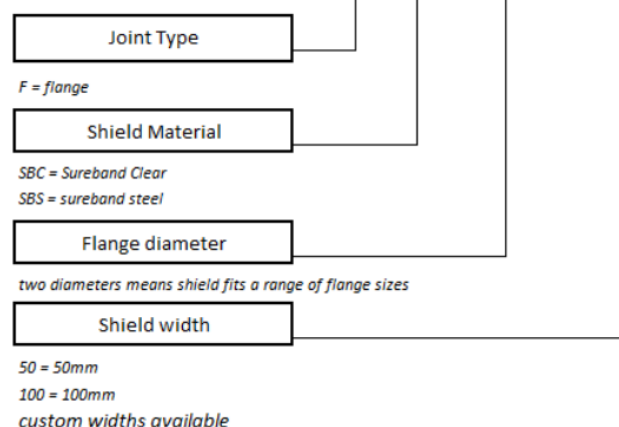 Joint Type
F = flange
Shield Material
SBC = Sureband Clear
SBS = sureband steel
Flange diameter
two diameters means shield fits a range of flange sizes
Shield width
50 = 50mm
100 = 100mm
custom widths available